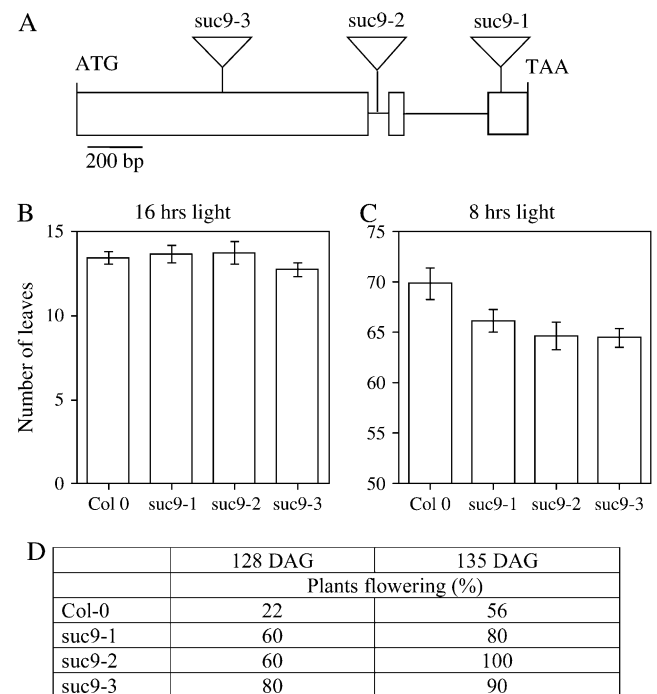 A
suc9-3 suc9-2 suc9-1
ATG
TAA
200 bp
B
16 hrs light
Number of leaves
15
10
5
0
Col 0 suc9-1 suc9-2 suc9-3
C
8 hrs light
75
70
65
60
55
50
Col 0 suc9-1 suc9-2 suc9-3
D
128 DAG 135 DAG
Plants flowering (%)
Col-0 22 56
suc9-1 60 80
suc9-2 60 100
suc9-3 80 90